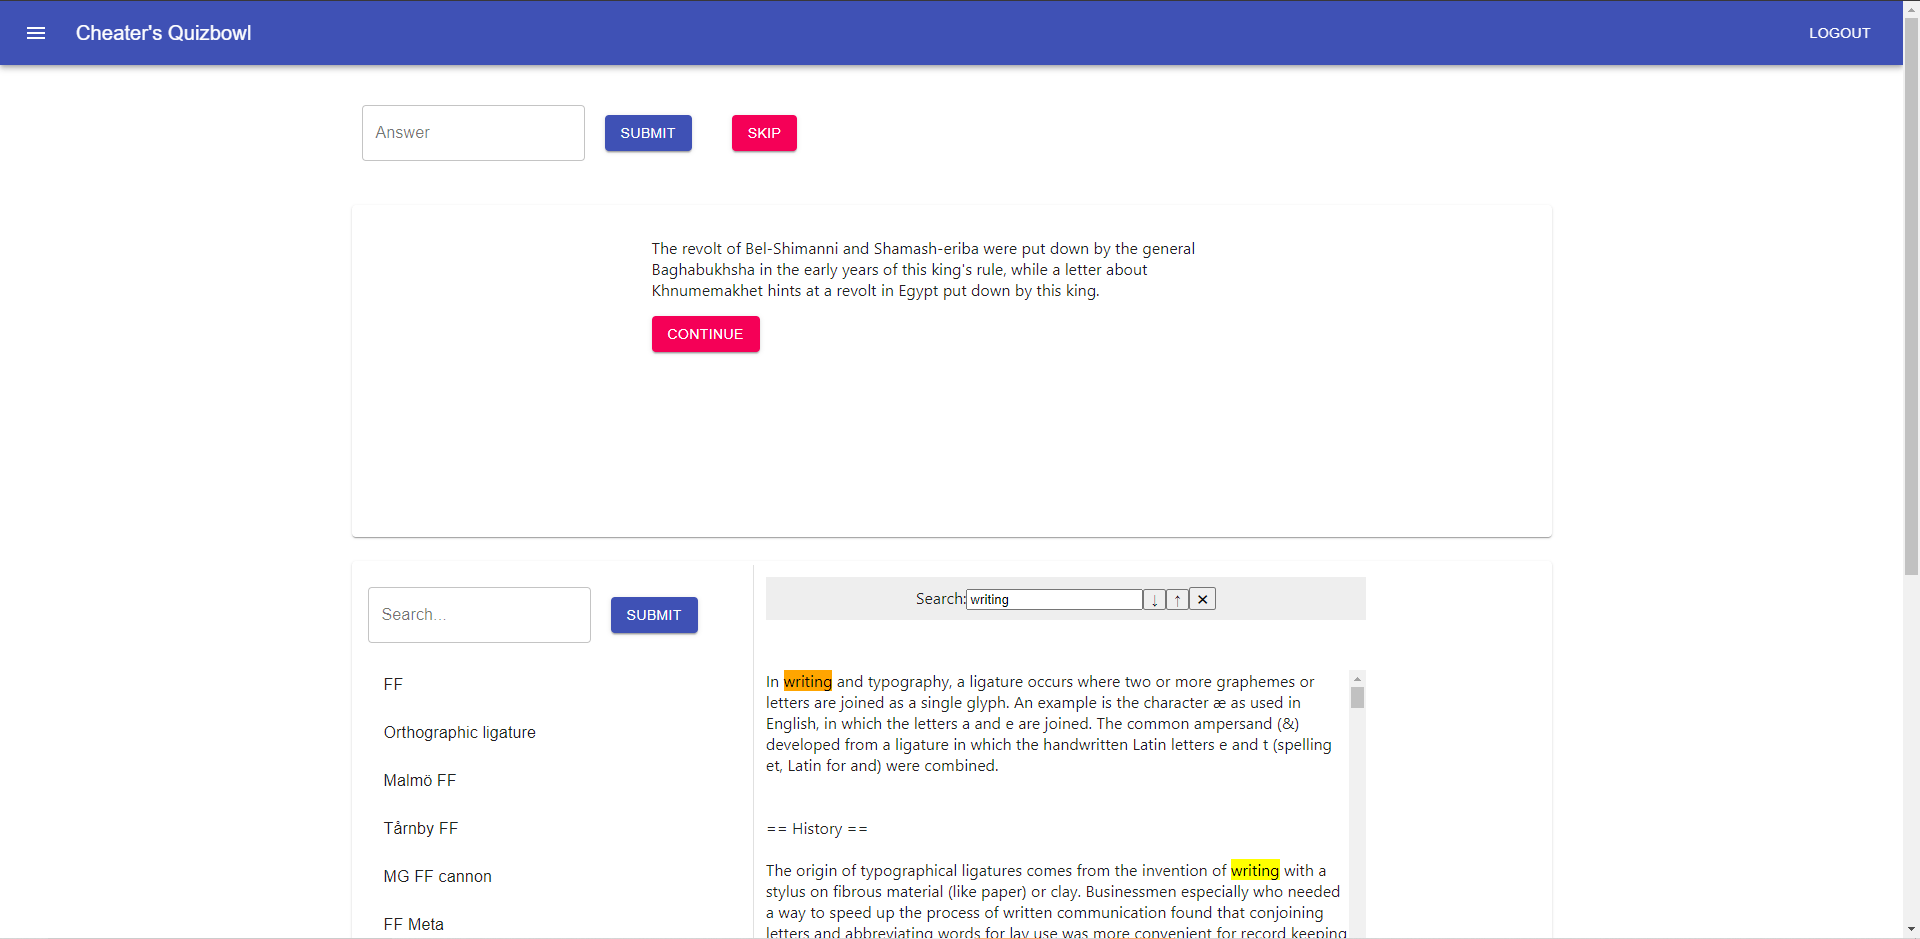 Cheater's Quizbowl
LOGOUT
Answer
SUBMIT
SKIP
The revolt of Bel-Shimanni and Shamash-eriba were put down by the general
Baghabukhsha in the early years of this king's rule, while a letter about
Khnumemakhet hints at a revolt in Egypt put down by this king.
CONTINUE
Search...
SUBMIT
FF
Orthographic ligature
Malmö FF
Tårnby FF
MG FF cannon
FF Meta
Search:writing ↓ ↑ ✕
In writing and typography, a ligature occurs where two or more graphemes or
letters are joined as a single glyph. An example is the character æ as used in
English, in which the letters a and e are joined. The common ampersand (&)
developed from a ligature in which the handwritten Latin letters e and t (spelling
et, Latin for and) were combined.
== History ==
The origin of typographical ligatures comes from the invention of writing with a
stylus on fibrous material (like paper) or clay. Businessmen especially who needed
a way to speed up the process of written communication found that conjoining
letters and abbreviating words for lay use was more convenient for record keeping